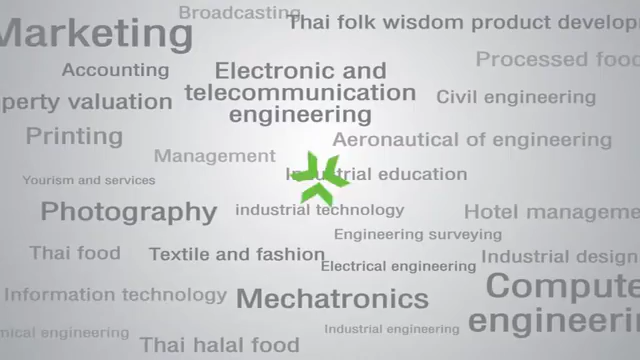 Broadcasting
Thai folk wisdom product develop
Marketing
Processed food
Accounting
Electronic and
telecommunication
engineering
perty valuation
Civil engineering
Printing
Aeronautical of engineering
Management
Industrial education
Yourism and services
Photography
industrial technology
Hotel manageme
Engineering surveying
Thai food
Textile and fashion
Industrial design
Electrical engineering
Information technology
Mechatronics
Compute
engineerin
mical engineering
Industrial engineering
Thai halal food